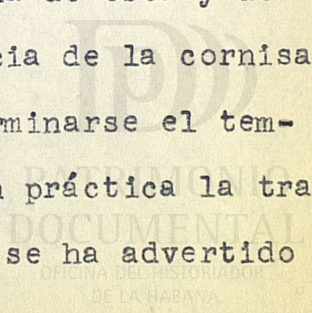 cia de la cornisa
minarse el tem-
práctica la tra
se ha advertido
PATRIMONIO
DOCUMENTAL
OFICINA DEL HISTORIADOR
DE LA HABANA